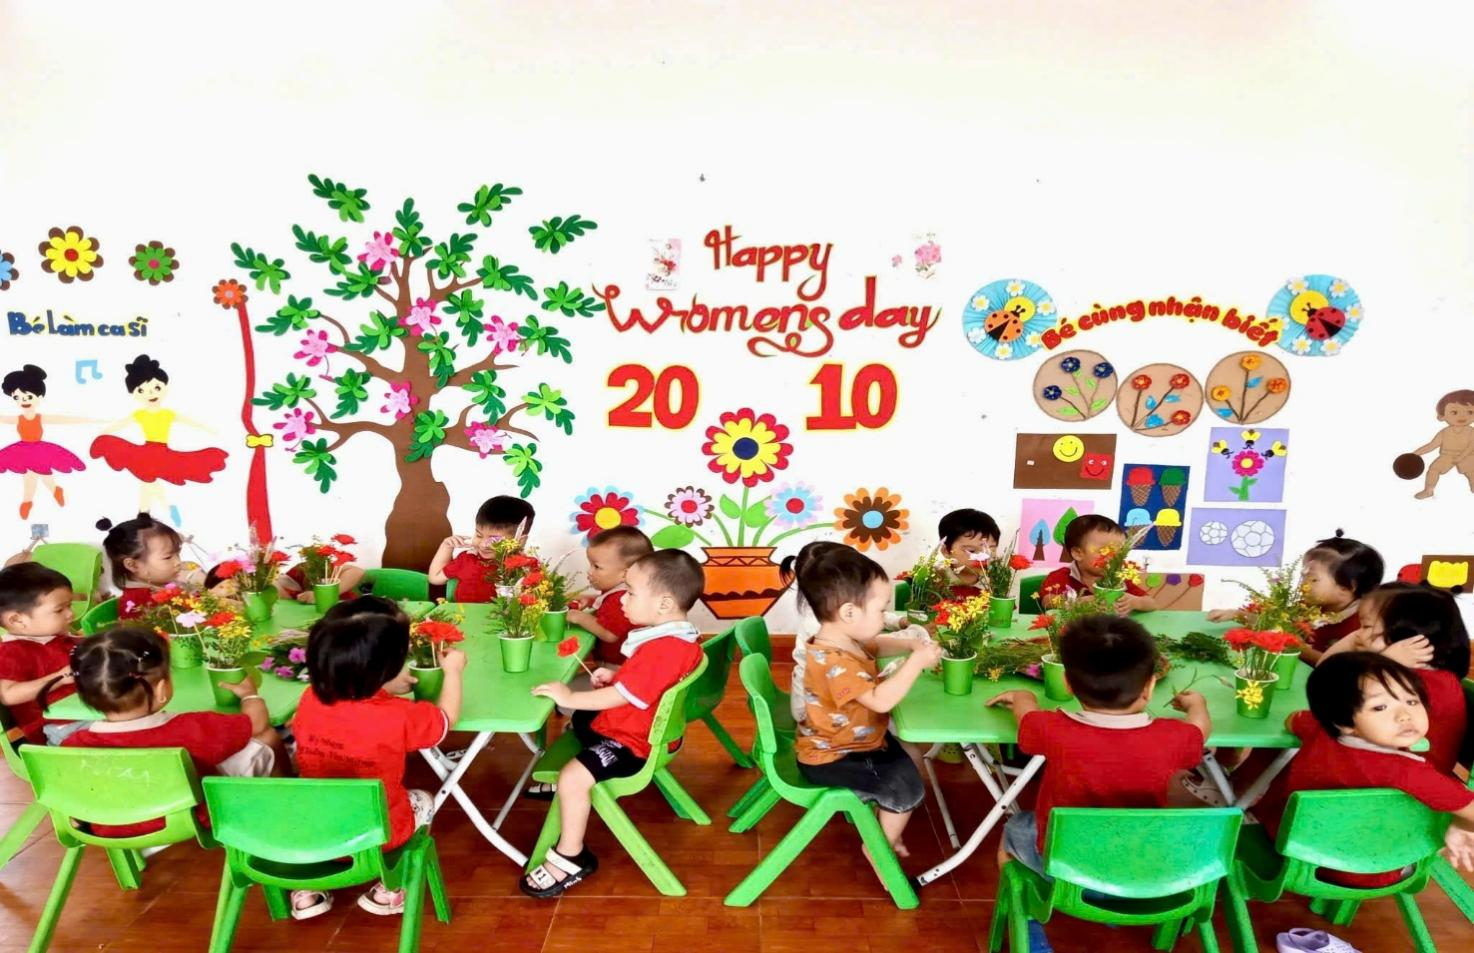 Happy
Womens day
20 10
Bé Làm ca sĩ
Bé cùng nhận biết